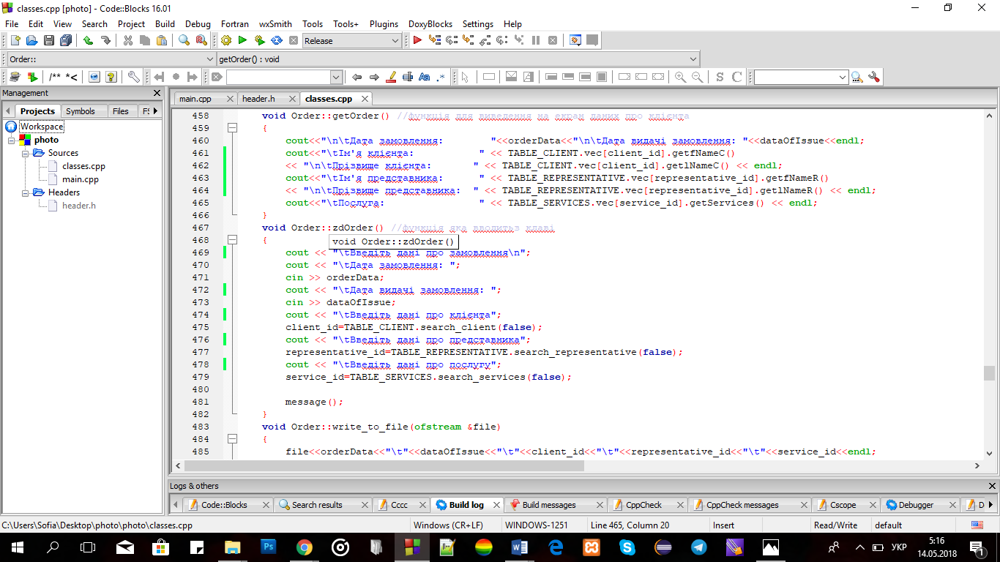 classes.cpp [photo] - Code::Blocks 16.01
File Edit View Search Project Build Debug Fortran wxSmith Tools Tools+ Plugins DoxyBlocks Settings Help
Release
Order:: getOrder() : void
/** *<
Aa .*
S C
Management
main.cpp header.h classes.cpp
Projects Symbols Files FS
Workspace
photo
Sources
classes.cpp
main.cpp
Headers
header.h
458 void Order::getOrder() //функція для виведення на екран даних про клієнта
459 {
460 cout<<"\n\tДата замовлення: "<<orderData<<"\n\tДата видачі замовлення: "<<dataOfIssue<<endl;
461 cout<<"\tІм'я клієнта: " << TABLE_CLIENT.vec[client_id].getfNameC()
462 << "\n\tПрізвище клієнта: " << TABLE_CLIENT.vec[client_id].getlNameC() << endl;
463 cout<<"\tІм'я представника: " << TABLE_REPRESENTATIVE.vec[representative_id].getfNameR()
464 << "\n\tПрізвище представника: " << TABLE_REPRESENTATIVE.vec[representative_id].getlNameR() << endl;
465 cout<<"\tПослуга: " << TABLE_SERVICES.vec[service_id].getServices() << endl;
466 }
467 void Order::zdOrder() //функція яка вводитьз клаві
468 {
void Order::zdOrder()
469 cout << "\tВведіть дані про замовлення\n";
470 cout << "\tДата замовлення: ";
471 cin >> orderData;
472 cout << "\tДата видачі замовлення: ";
473 cin >> dataOfIssue;
474 cout << "\tВведіть дані про клієнта";
475 client_id=TABLE_CLIENT.search_client(false);
476 cout << "\tВведіть дані про представника";
477 representative_id=TABLE_REPRESENTATIVE.search_representative(false);
478 cout << "\tВведіть дані про послугу";
479 service_id=TABLE_SERVICES.search_services(false);
480
481 message();
482 }
483 void Order::write_to_file(ofstream &file)
484 {
485 file<<orderData<<"\t"<<dataOfIssue<<"\t"<<client_id<<"\t"<<representative_id<<"\t"<<service_id<<endl;
Logs & others
Code::Blocks Search results Cccc Build log Build messages CppCheck CppCheck messages Cscope Debugger D
C:\Users\Sofia\Desktop\photo\photo\classes.cpp Windows (CR+LF) WINDOWS-1251 Line 465, Column 20 Insert Read/Write default
Ps
УКР
5:16
14.05.2018
1